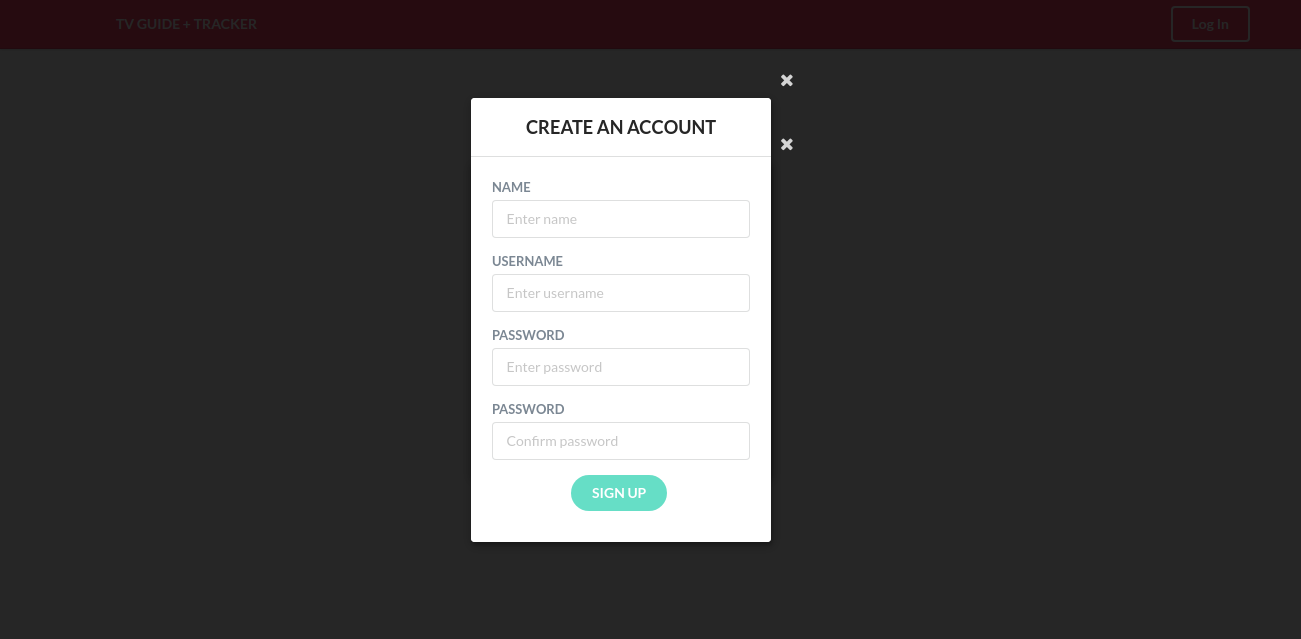 TV GUIDE + TRACKER
Log In
CREATE AN ACCOUNT
NAME
Enter name
USERNAME
Enter username
PASSWORD
Enter password
PASSWORD
Confirm password
SIGN UP